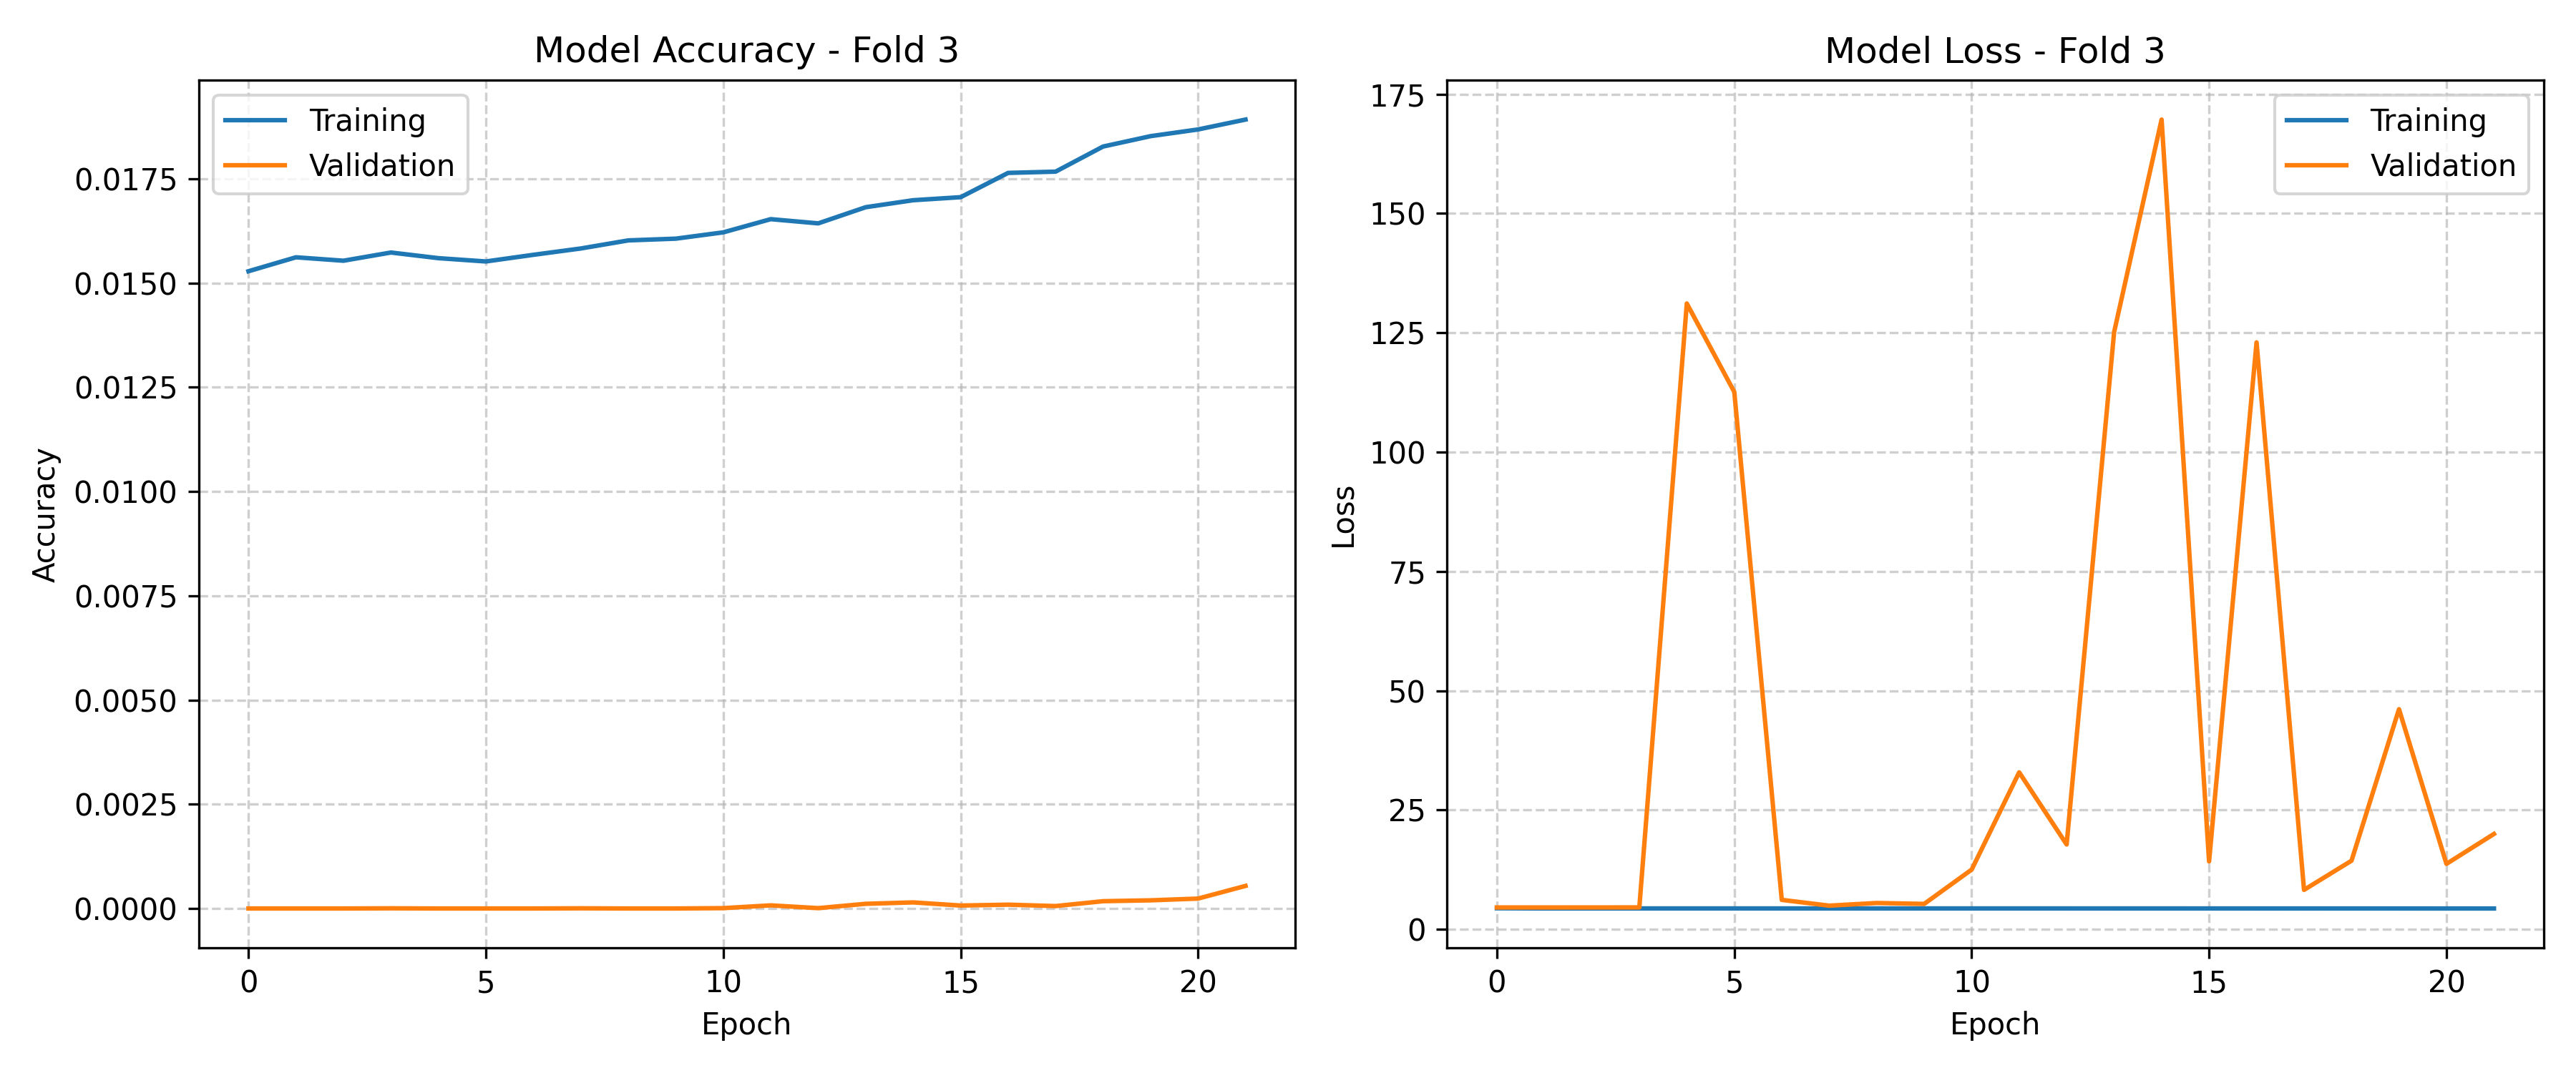 Model Accuracy - Fold 3
Training
Validation
0.0175
0.0150
0.0125
0.0100
0.0075
0.0050
0.0025
0.0000
Accuracy
0 5 10 15 20
Epoch
Model Loss - Fold 3
Training
Validation
175
150
125
100
75
50
25
0
Loss
0 5 10 15 20
Epoch